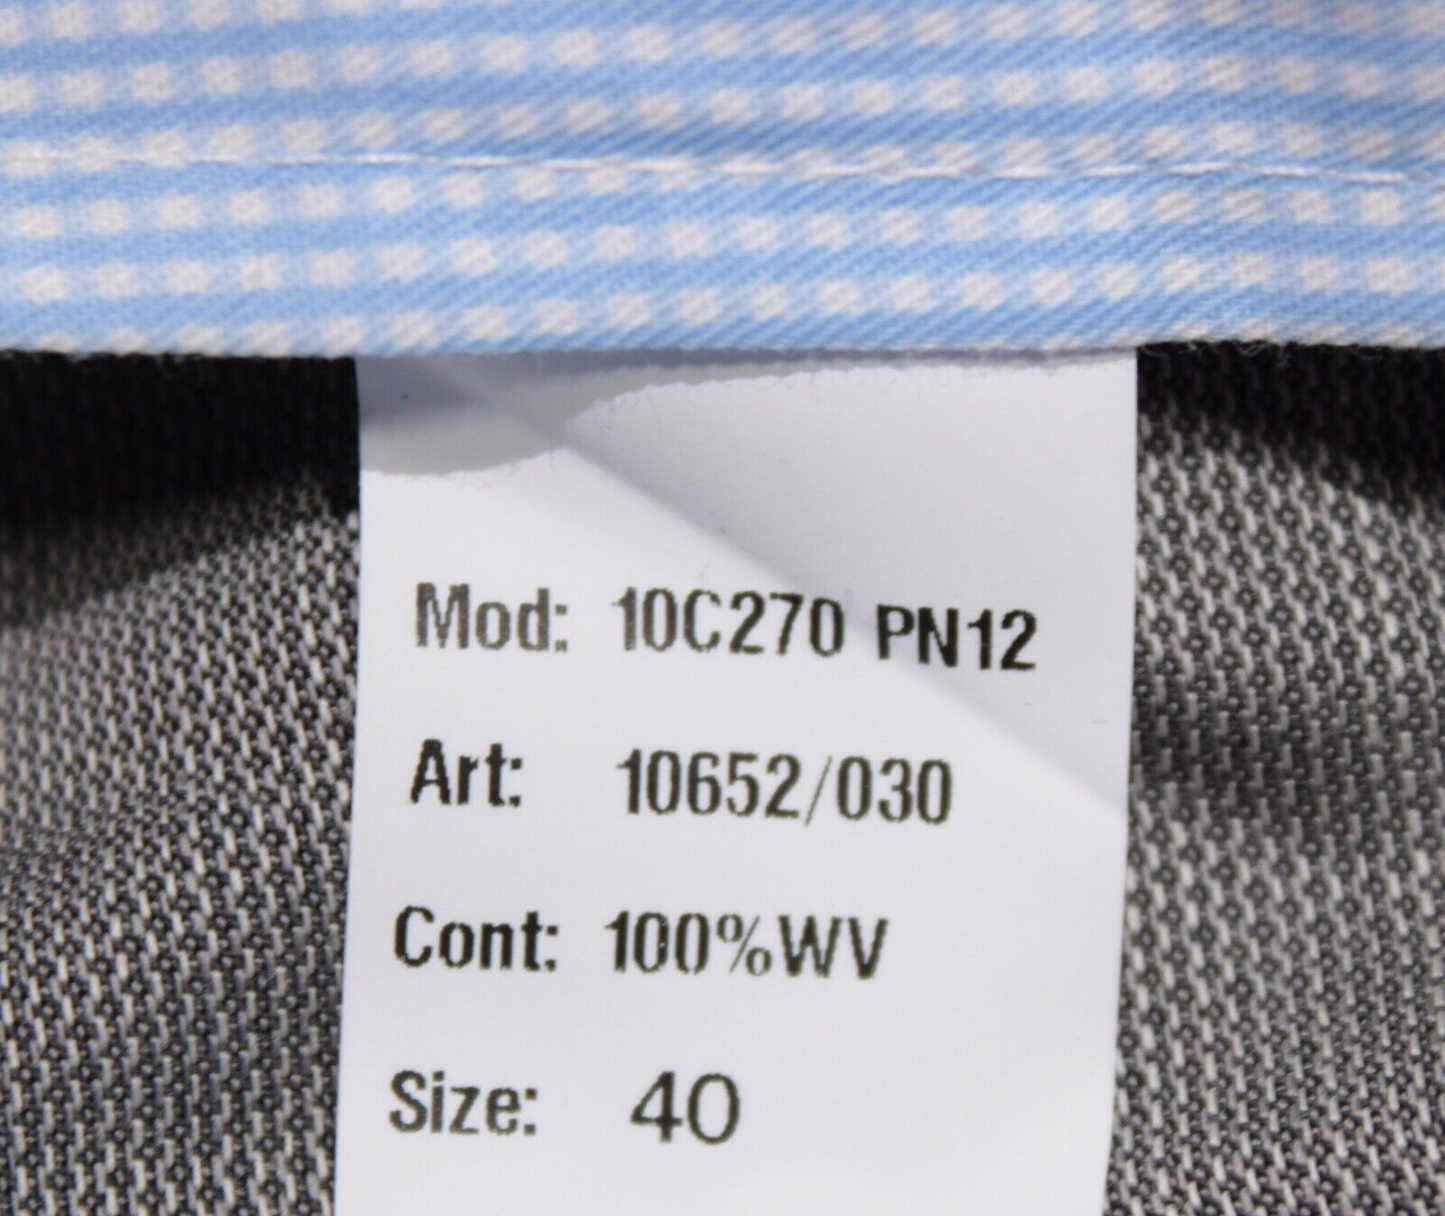 Mod: 10C270 PN12
Art: 10652/030
Cont: 100%WV
Size: 40